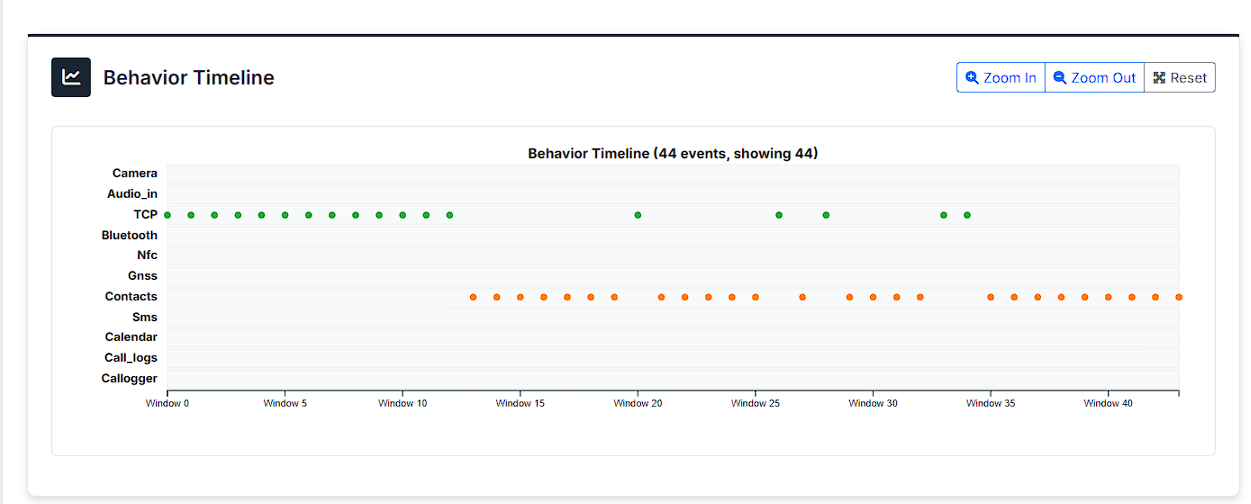 Behavior Timeline
Zoom In Zoom Out Reset
Behavior Timeline (44 events, showing 44)
Camera
Audio_in
TCP
Bluetooth
Nfc
Gnss
Contacts
Sms
Calendar
Call_logs
Callogger
Window 0 Window 5 Window 10 Window 15 Window 20 Window 25 Window 30 Window 35 Window 40